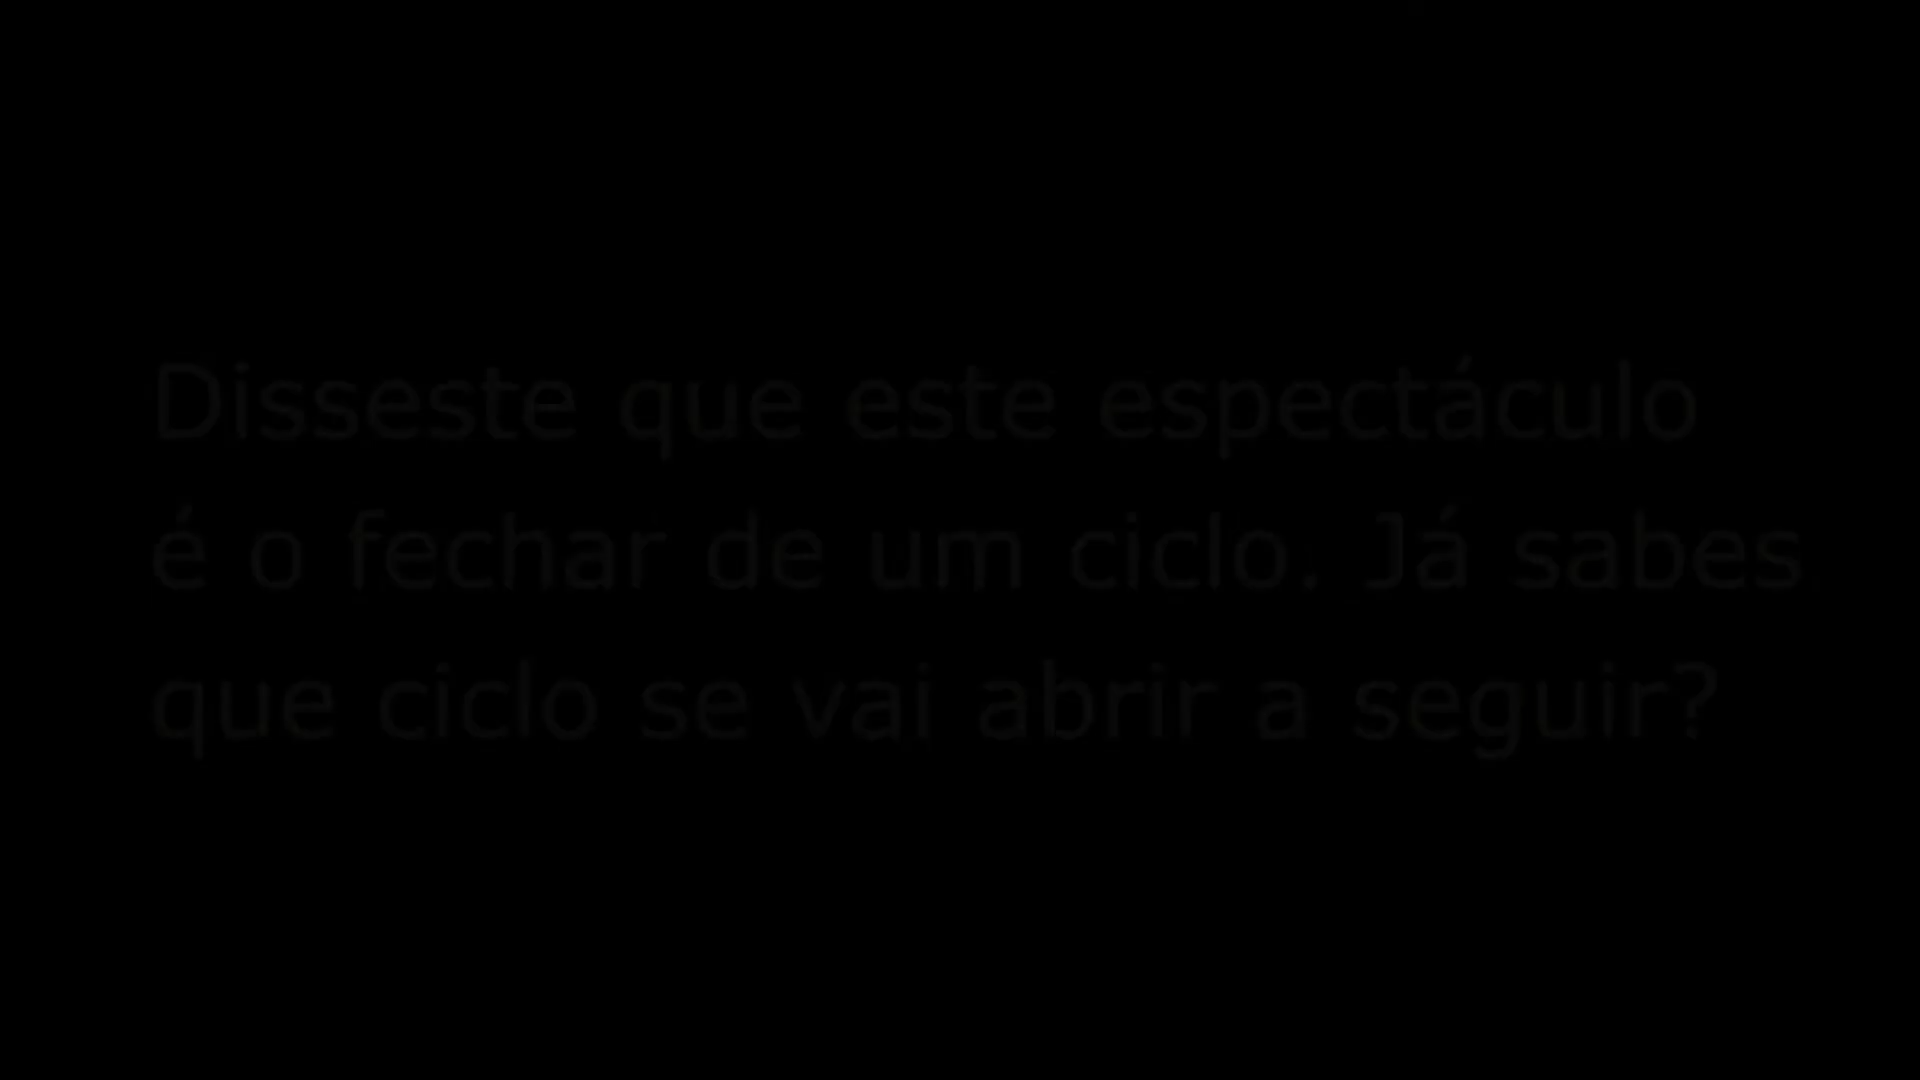 Disseste que este espectáculo
é o fechar de um ciclo. Já sabes
que ciclo se vai abrir a seguir?